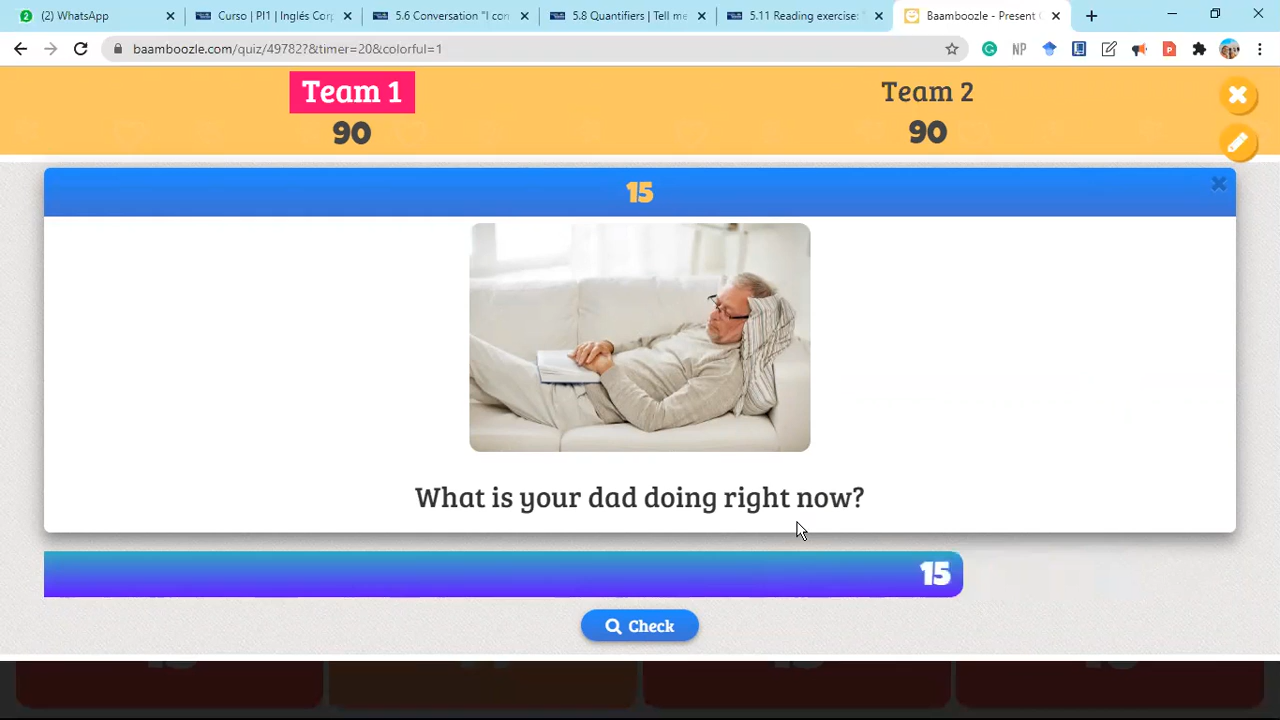 (2) WhatsApp
Curso | PI1 | Inglés Corp
5.6 Conversation "I con
5.8 Quantifiers | Tell me
5.11 Reading exercise: "
Baamboozle - Present C
baamboozle.com/quiz/49782?&timer=20&colorful=1
NP
Team 1
Team 2
90
90
15
What is your dad doing right now?
15
Check